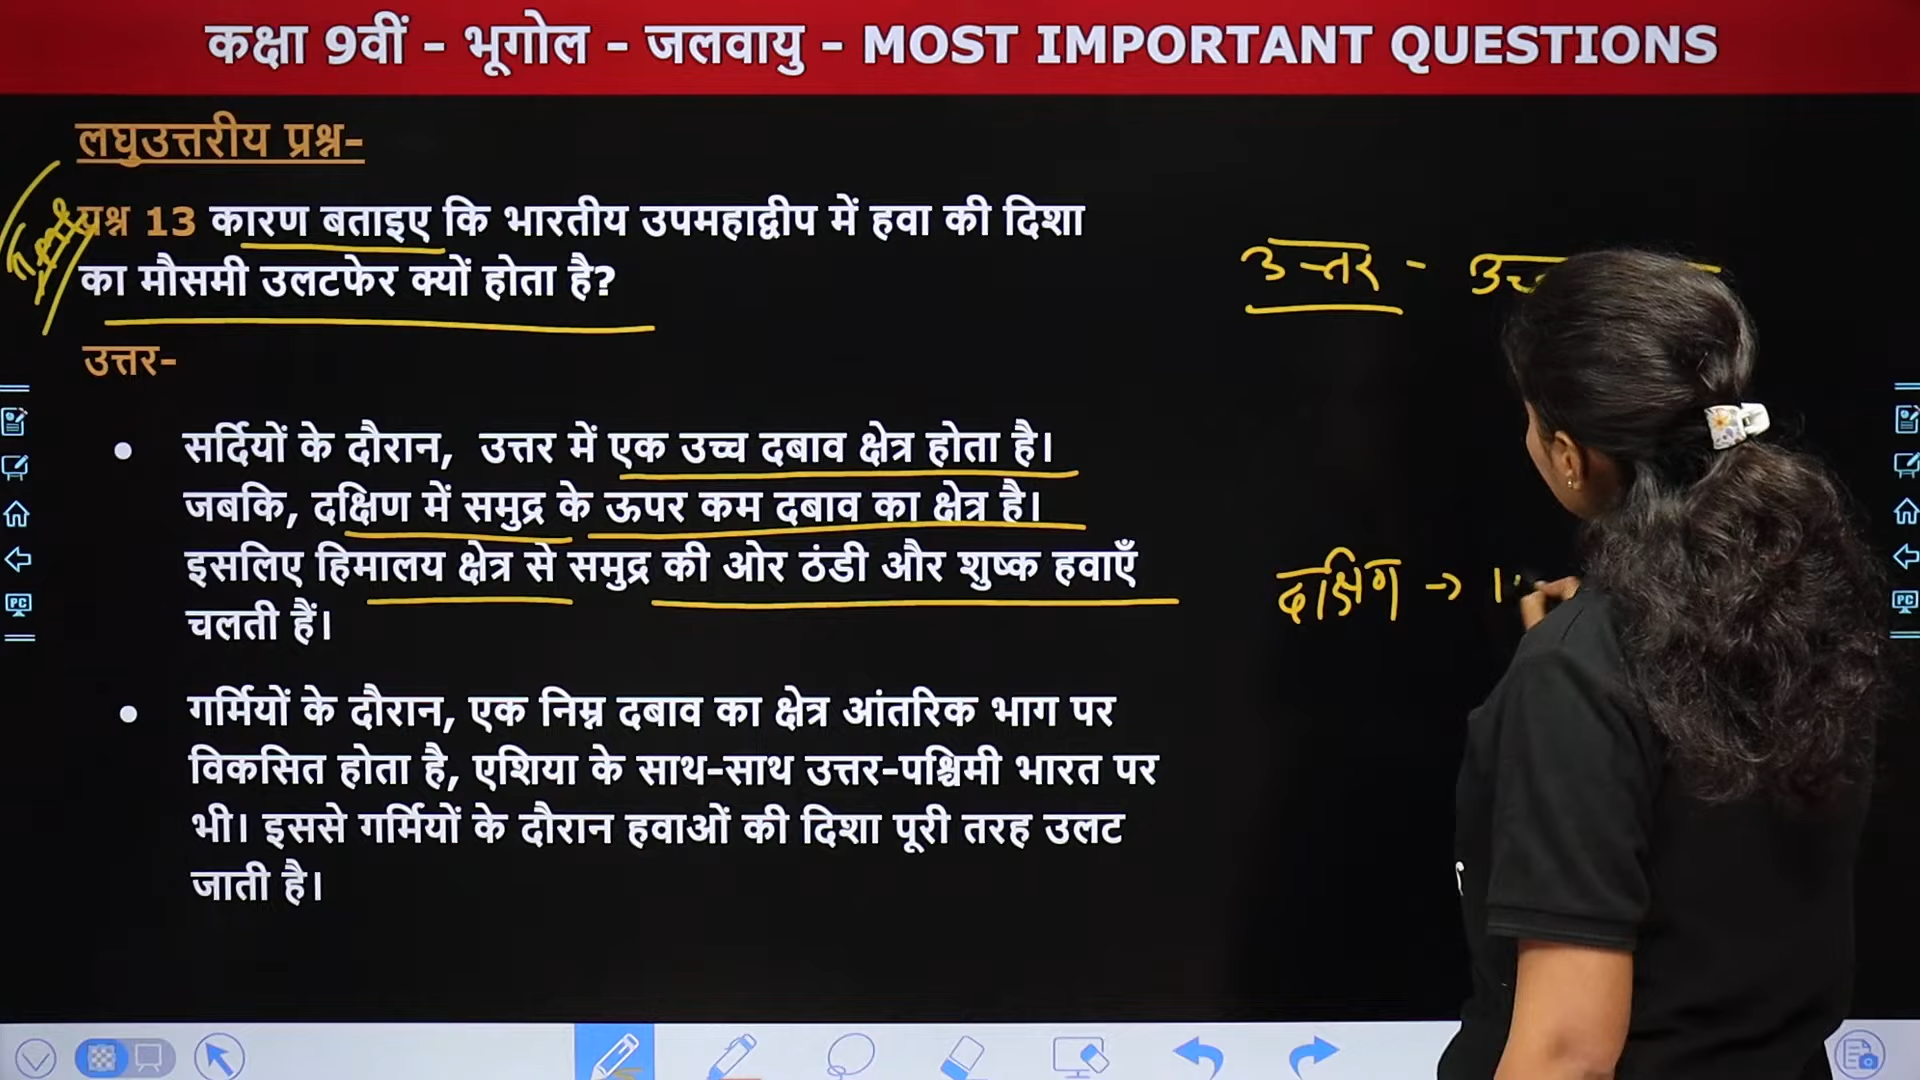 कक्षा 9वीं - भूगोल - जलवायु - MOST IMPORTANT QUESTIONS
लघुउत्तरीय प्रश्न-
प्रश्न 13 कारण बताइए कि भारतीय उपमहाद्वीप में हवा की दिशा
का मौसमी उलटफेर क्यों होता है?
उत्तर-
• सर्दियों के दौरान, उत्तर में एक उच्च दबाव क्षेत्र होता है।
जबकि, दक्षिण में समुद्र के ऊपर कम दबाव का क्षेत्र है।
इसलिए हिमालय क्षेत्र से समुद्र की ओर ठंडी और शुष्क हवाएँ
चलती हैं।
• गर्मियों के दौरान, एक निम्न दबाव का क्षेत्र आंतरिक भाग पर
विकसित होता है, एशिया के साथ-साथ उत्तर-पश्चिमी भारत पर
भी। इससे गर्मियों के दौरान हवाओं की दिशा पूरी तरह उलट
जाती है।
उत्तर -
दक्षिण →
PC
PC